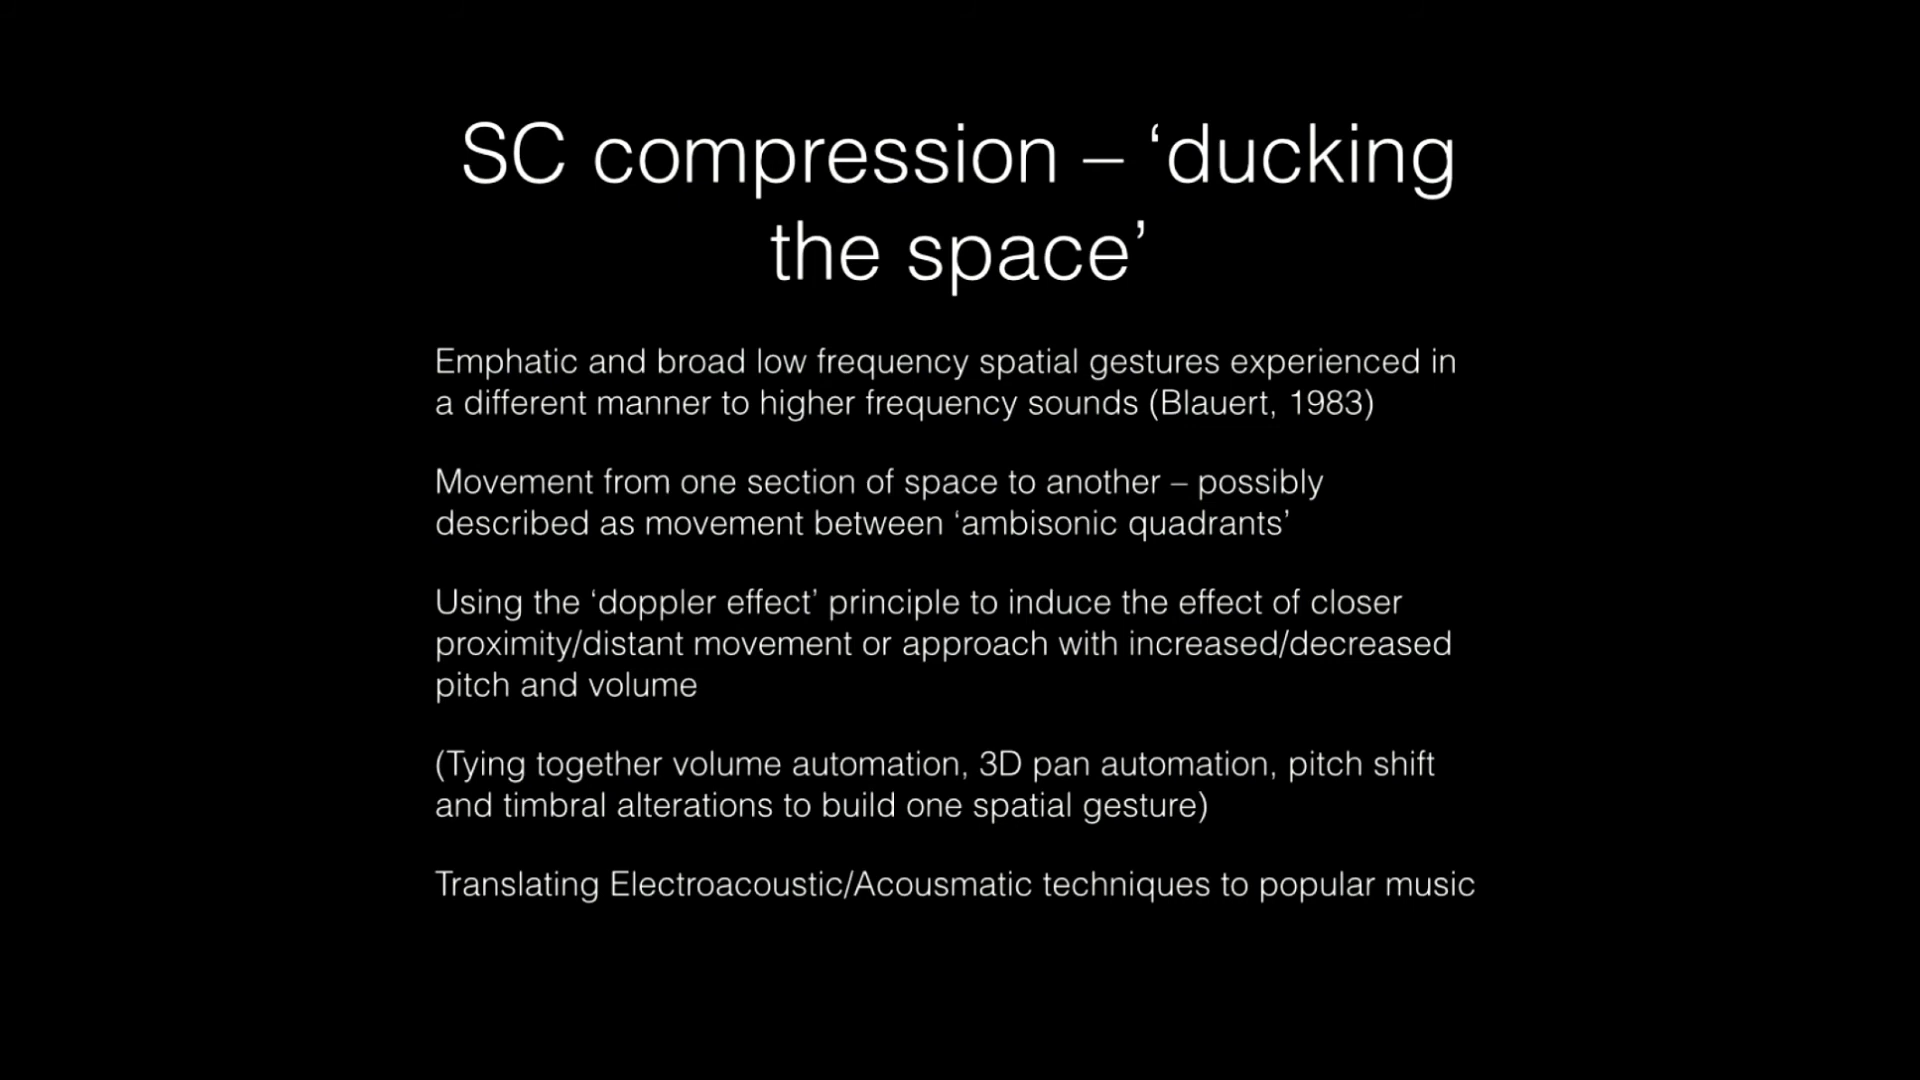 SC compression – ‘ducking
the space’
Emphatic and broad low frequency spatial gestures experienced in
a different manner to higher frequency sounds (Blauert, 1983)
Movement from one section of space to another – possibly
described as movement between ‘ambisonic quadrants’
Using the ‘doppler effect’ principle to induce the effect of closer
proximity/distant movement or approach with increased/decreased
pitch and volume
(Tying together volume automation, 3D pan automation, pitch shift
and timbral alterations to build one spatial gesture)
Translating Electroacoustic/Acousmatic techniques to popular music